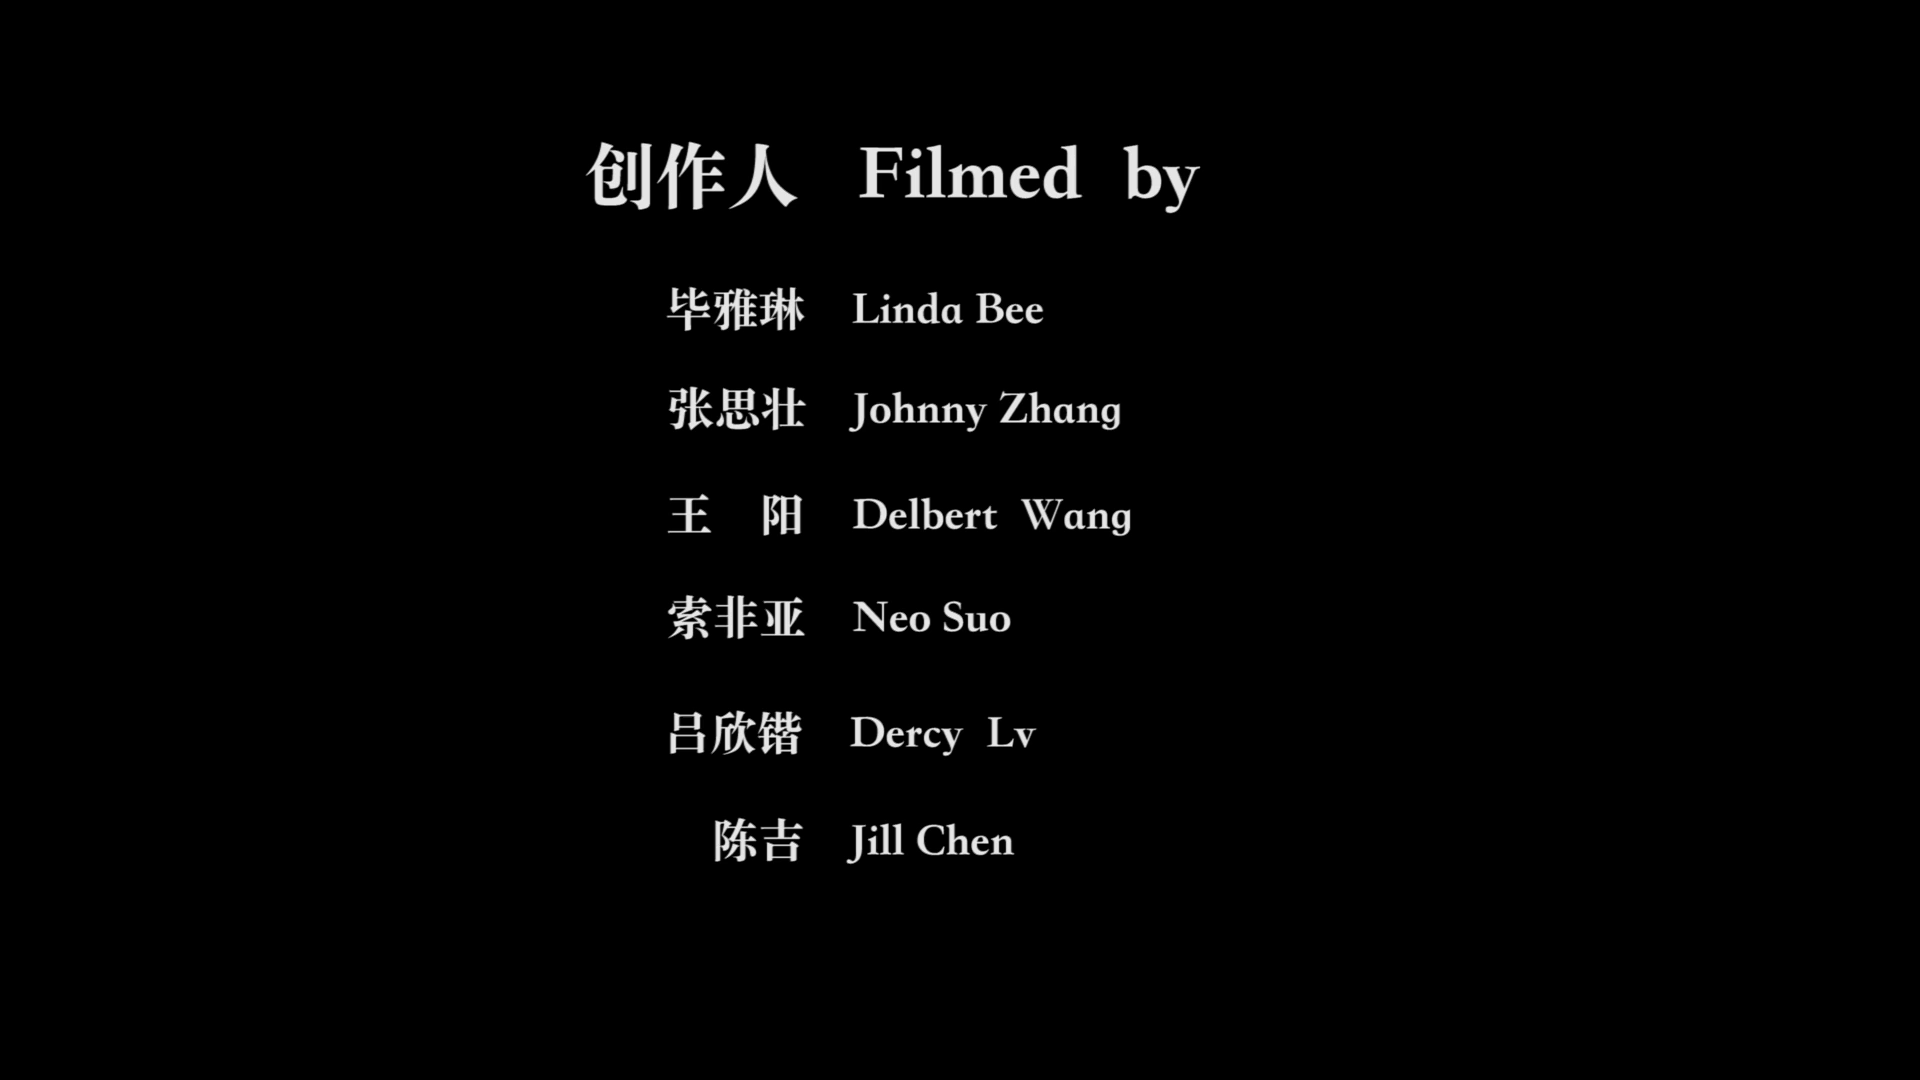 创作人 Filmed by
毕雅琳 Linda Bee
张思壮 Johnny Zhang
王 阳 Delbert Wang
索非亚 Neo Suo
吕欣锴 Dercy Lv
陈吉 Jill Chen